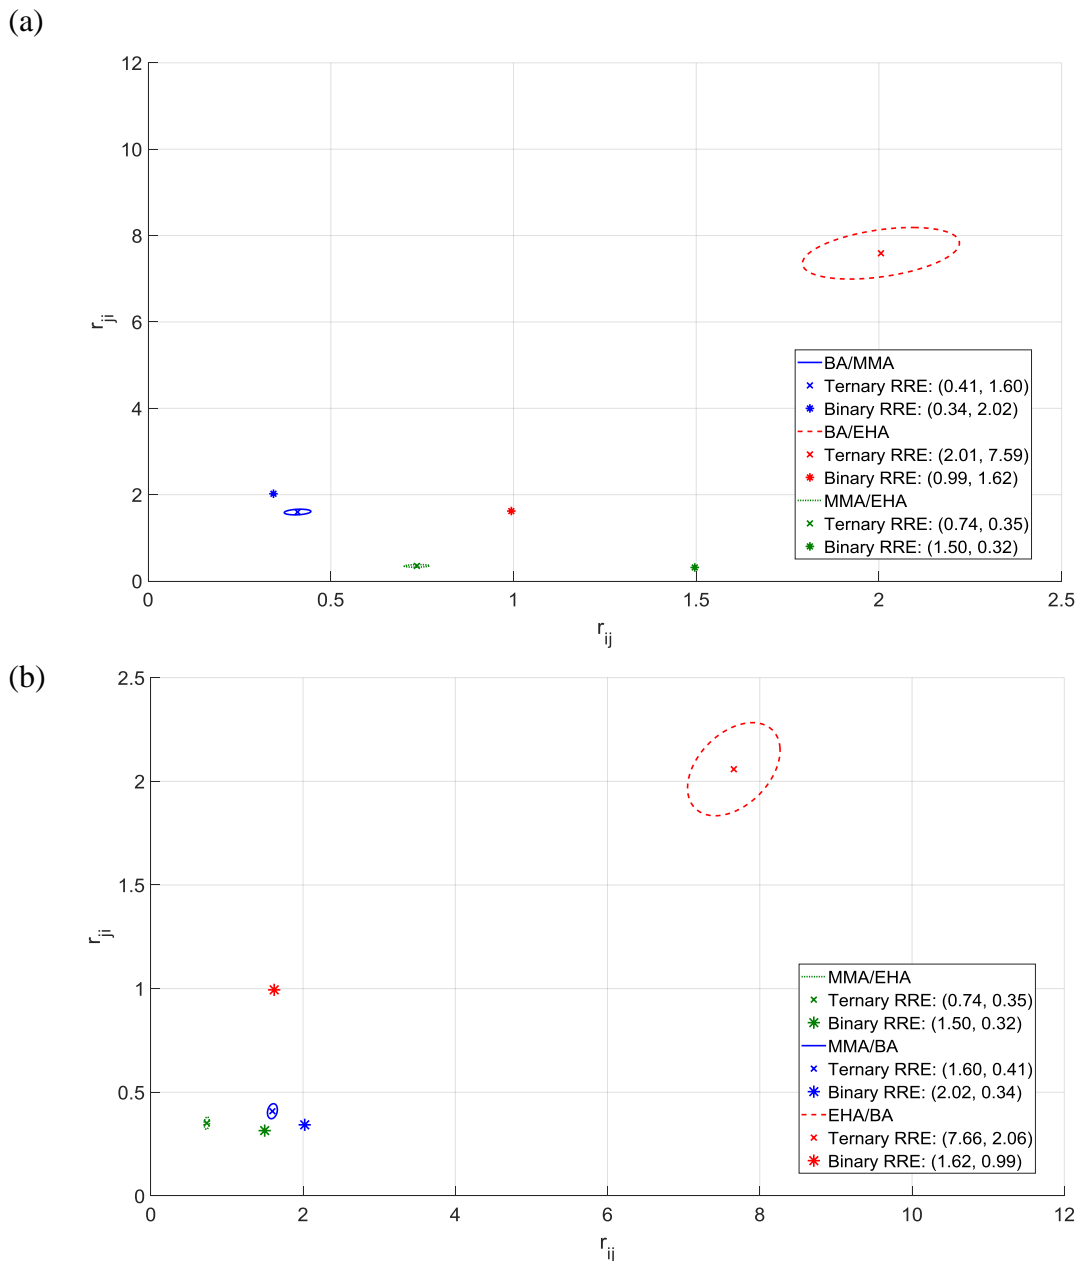 (a)
12
10
8
6
4
2
0
r_ji
0 0.5 1 1.5 2 2.5
r_ij
BA/MMA
Ternary RRE: (0.41, 1.60)
Binary RRE: (0.34, 2.02)
BA/EHA
Ternary RRE: (2.01, 7.59)
Binary RRE: (0.99, 1.62)
MMA/EHA
Ternary RRE: (0.74, 0.35)
Binary RRE: (1.50, 0.32)
(b)
2.5
2
1.5
1
0.5
0
r_ji
0 2 4 6 8 10 12
r_ij
MMA/EHA
Ternary RRE: (0.74, 0.35)
Binary RRE: (1.50, 0.32)
MMA/BA
Ternary RRE: (1.60, 0.41)
Binary RRE: (2.02, 0.34)
EHA/BA
Ternary RRE: (7.66, 2.06)
Binary RRE: (1.62, 0.99)